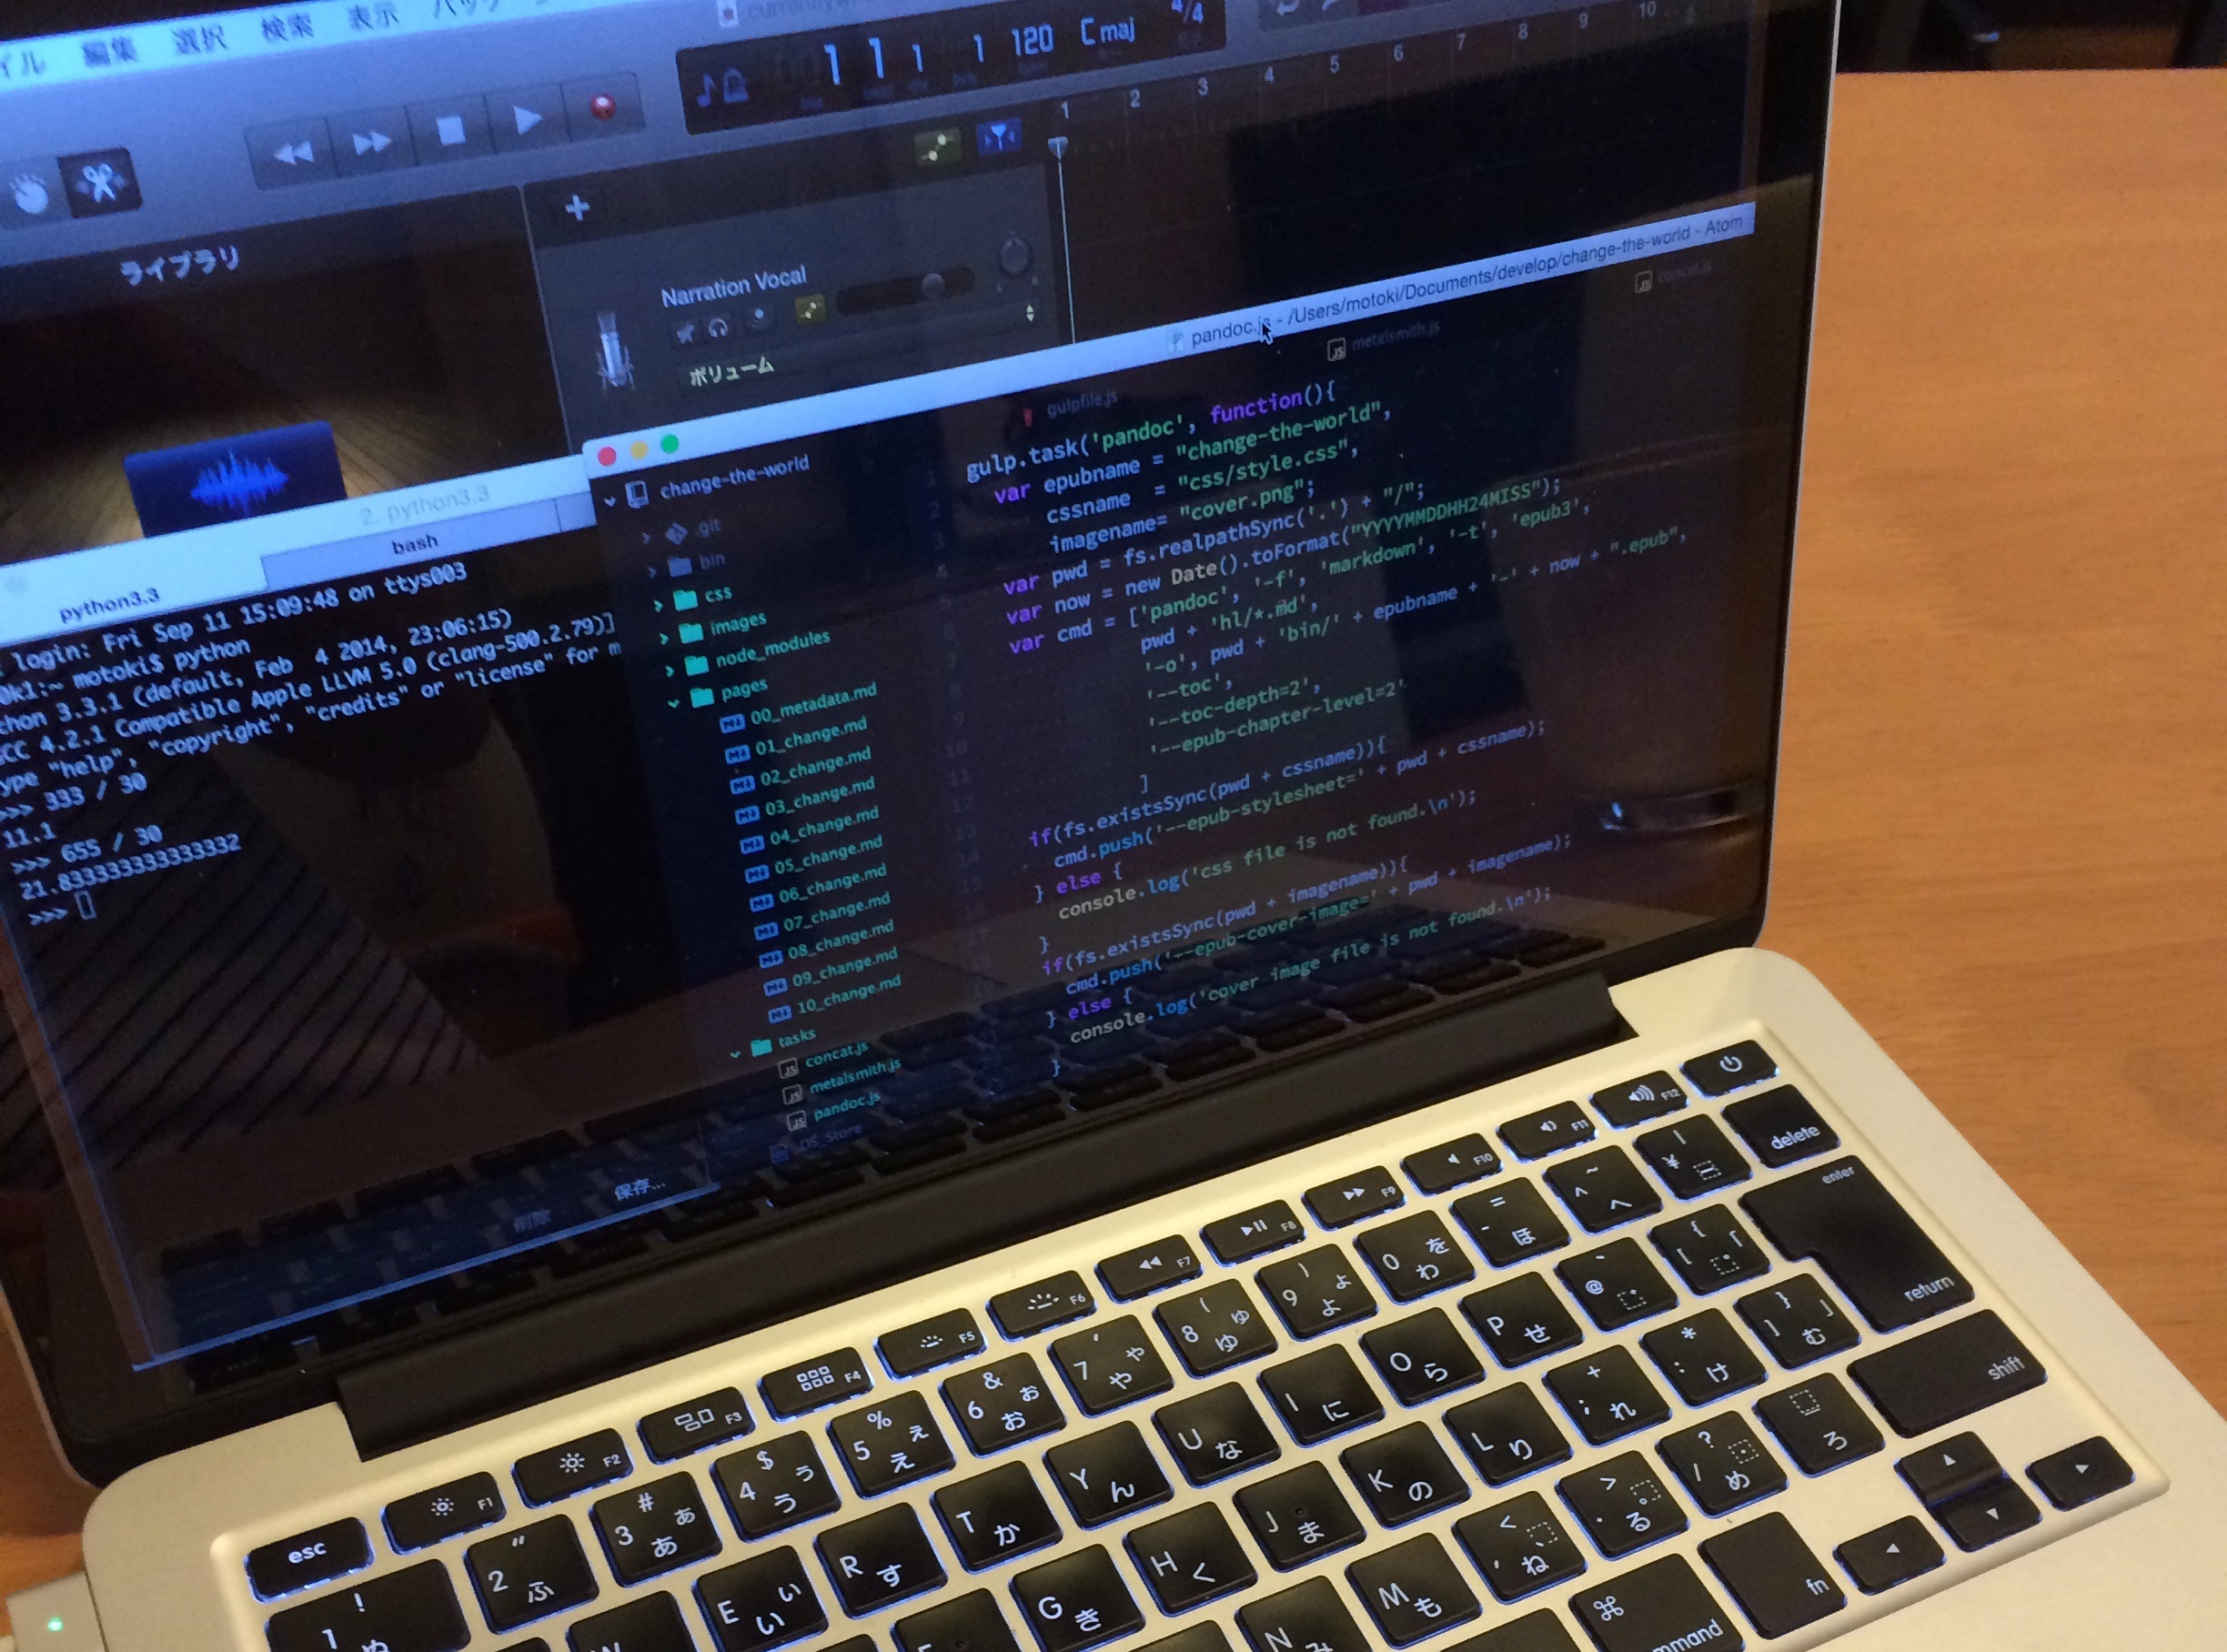 編集 選択 検索 表示
1 1 1 1 120 Cmaj 4/4
1 2 3 4 5 6 7 8 9 10
ライブラリ
Narration Vocal
ボリューム
2. python3.3
python3.3 bash
login: Fri Sep 11 15:09:48 on ttys003
motoki$ python
3.3.1 (default, Feb 4 2014, 23:06:15)
4.2.1 Compatible Apple LLVM 5.0 (clang-500.2.79)]
"help", "copyright", "credits" or "license" for
>>> 333 / 30
11.1
>>> 655 / 30
21.833333333333332
>>>
pandoc.js - /Users/motoki/Documents/develop/change-the-world - Atom
gulpfile.js metalsmith.js concat.js
change-the-world
.git
bin
css
images
node_modules
pages
00_metadata.md
01_change.md
02_change.md
03_change.md
04_change.md
05_change.md
06_change.md
07_change.md
08_change.md
09_change.md
10_change.md
tasks
concat.js
metalsmith.js
pandoc.js
.DS_Store
gulp.task('pandoc', function(){
var epubname = "change-the-world",
cssname = "css/style.css",
imagename= "cover.png";
var pwd = fs.realpathSync('.') + "/";
var now = new Date().toFormat("YYYYMMDDHH24MISS");
var cmd = ['pandoc', '-f', 'markdown', '-t', 'epub3',
pwd + 'hl/*.md',
'-o', pwd + 'bin/' + epubname + '-' + now + ".epub",
'--toc',
'--toc-depth=2',
'--epub-chapter-level=2'
]
if(fs.existsSync(pwd + cssname)){
cmd.push('--epub-stylesheet=' + pwd + cssname);
} else {
console.log('css file is not found.\n');
}
if(fs.existsSync(pwd + imagename)){
cmd.push('--epub-cover-image=' + pwd + imagename);
} else {
console.log('cover image file is not found.\n');
}
削除 保存...
esc F1 F2 F3 F4 F5 F6 F7 F8 F9 F10 F11 F12
! 1 ぬ " 2 ふ # 3 ぁ あ $ 4 ぅ う % 5 ぇ え & 6 ぉ お ' 7 ゃ や ( 8 ゅ ゆ ) 9 ょ よ 0 を わ = - ほ ~ ^ へ | ¥ ー delete
E ぃ い R す T か Y ん U な I に O ら P せ ` @ { [ 「 enter return
G き H く J ま K の L り + ; れ * : け } ] 」 む
M も < , ね > . 。 る ? / め ろ shift
⌘ fn